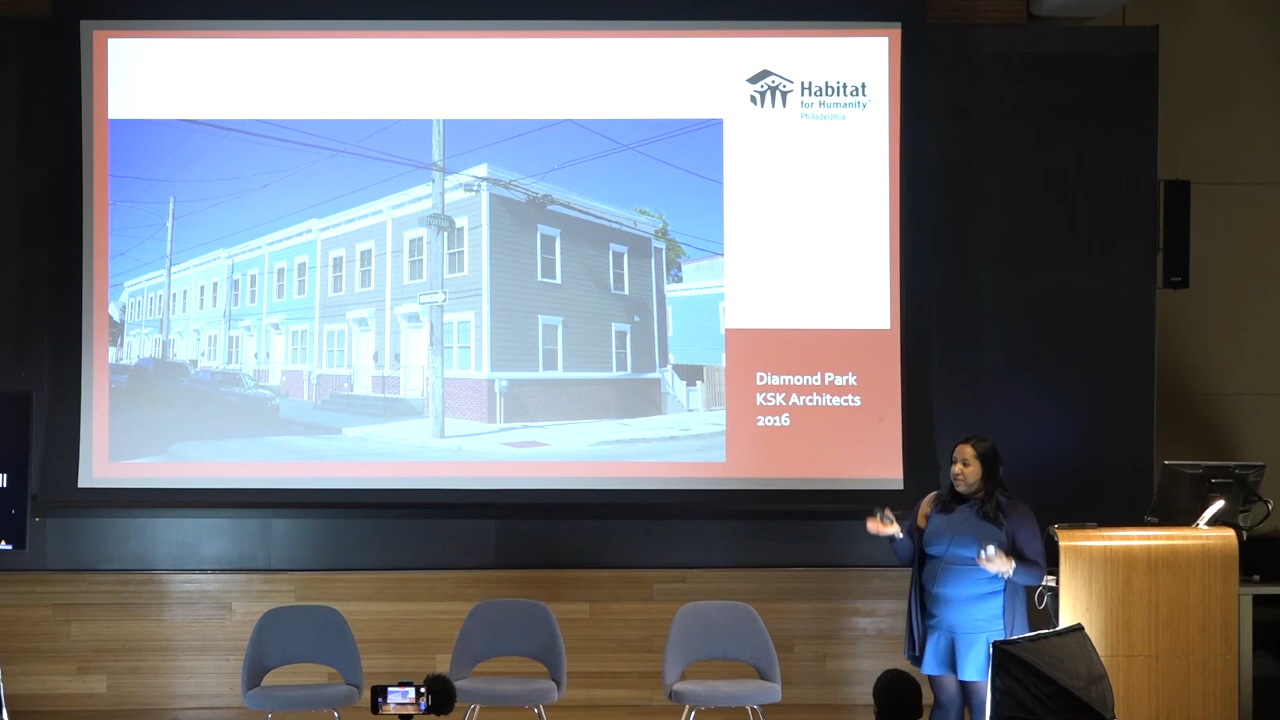 Habitat
for Humanity®
Philadelphia
Diamond Park
KSK Architects
2016